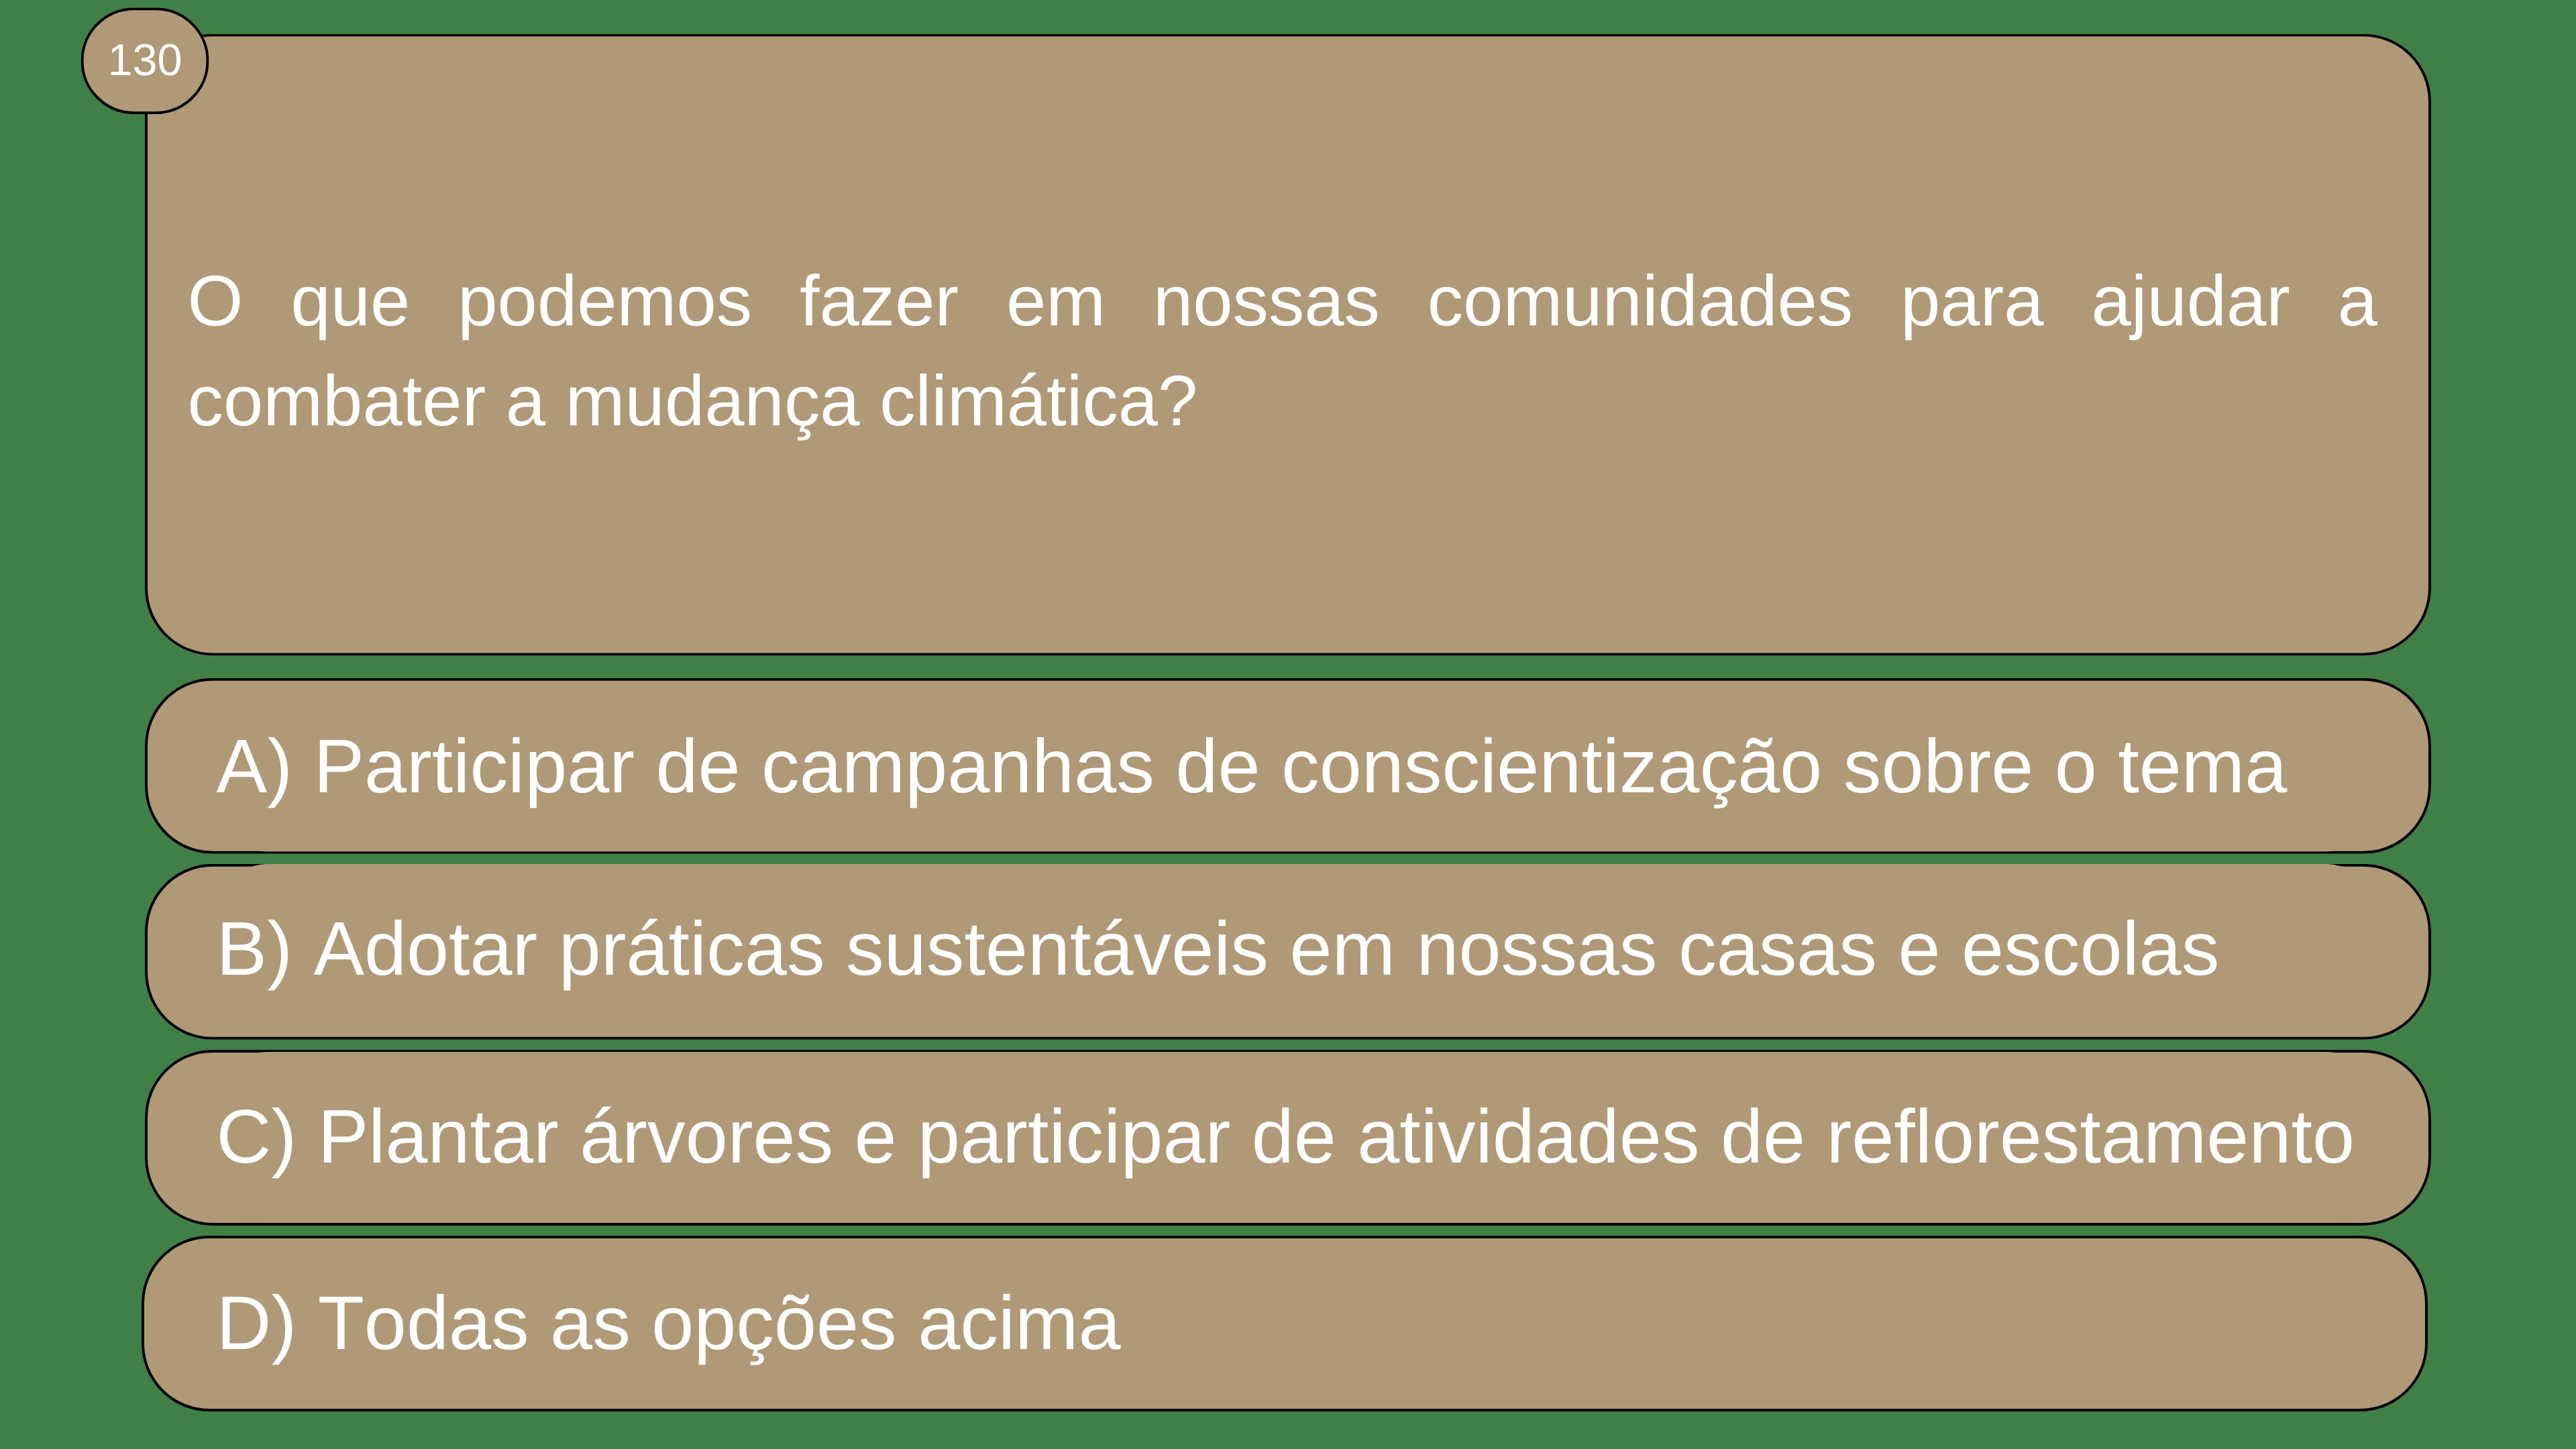 130
O que podemos fazer em nossas comunidades para ajudar a
combater a mudança climática?
A) Participar de campanhas de conscientização sobre o tema
B) Adotar práticas sustentáveis em nossas casas e escolas
C) Plantar árvores e participar de atividades de reflorestamento
D) Todas as opções acima